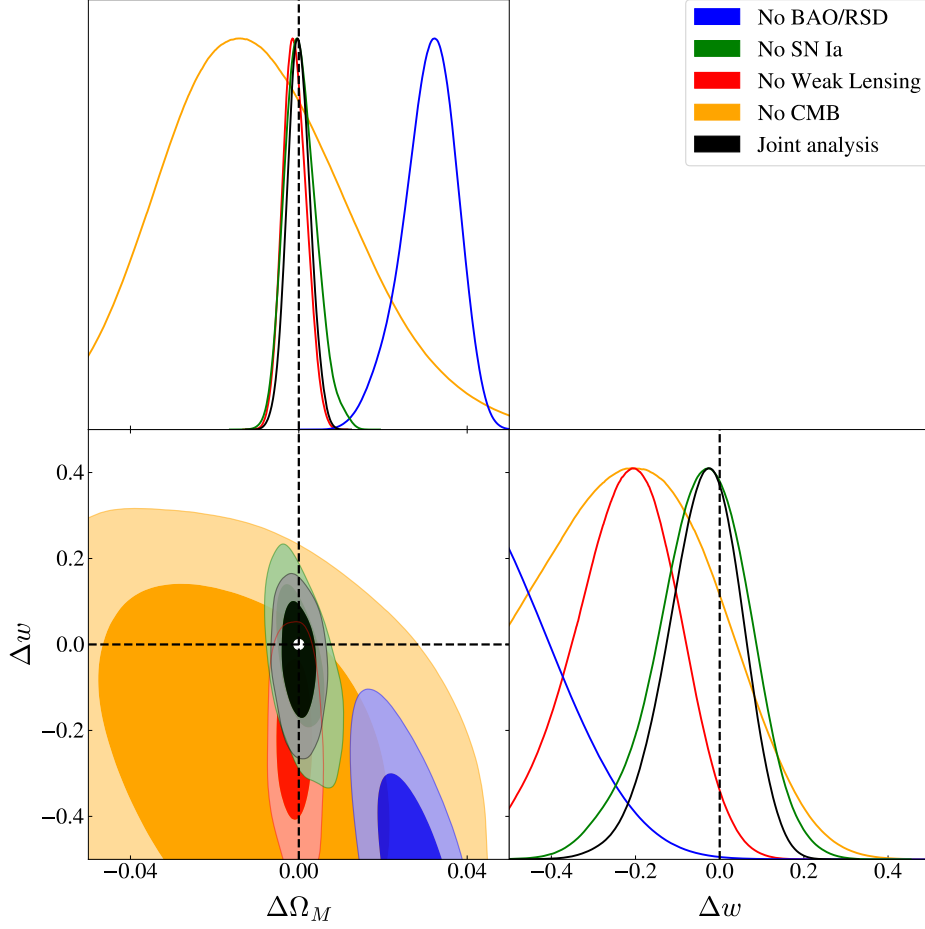 No BAO/RSD
No SN Ia
No Weak Lensing
No CMB
Joint analysis
0.4
0.2
0.0
−0.2
−0.4
Δw
−0.04
0.00
0.04
ΔΩ_M
−0.4
−0.2
0.0
0.2
0.4
Δw